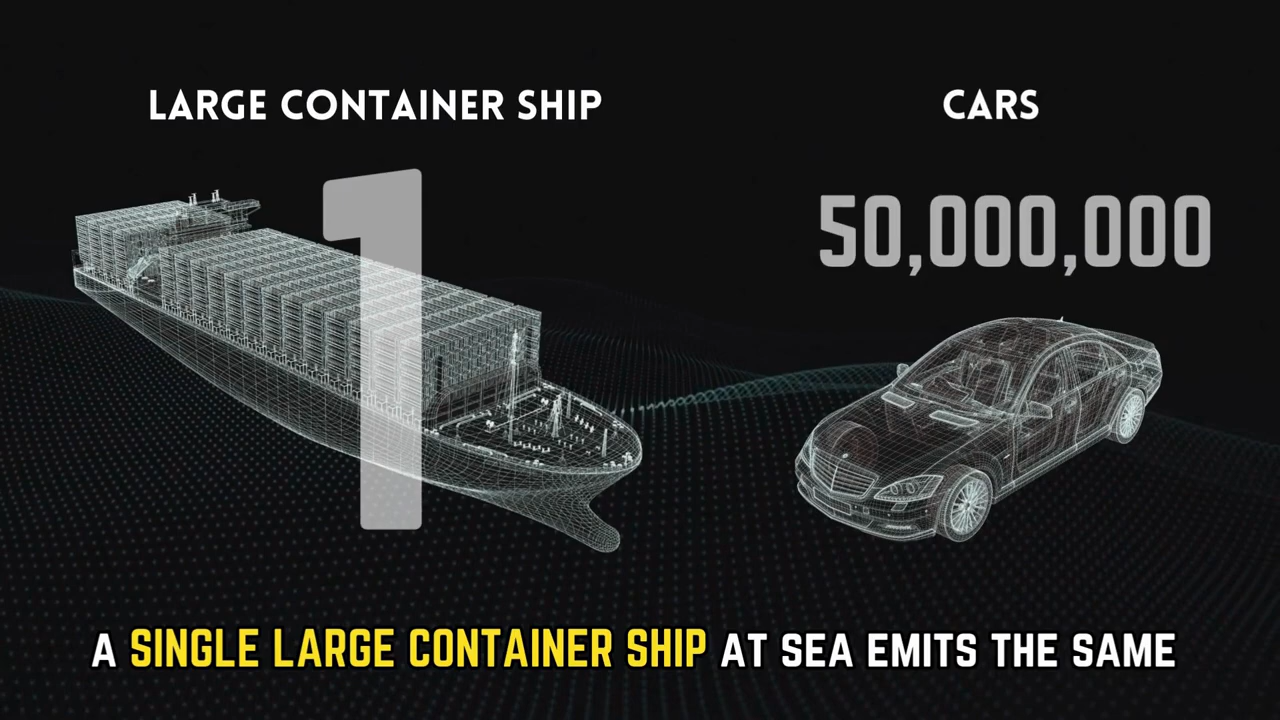 LARGE CONTAINER SHIP
CARS
1
50,000,000
A SINGLE LARGE CONTAINER SHIP AT SEA EMITS THE SAME